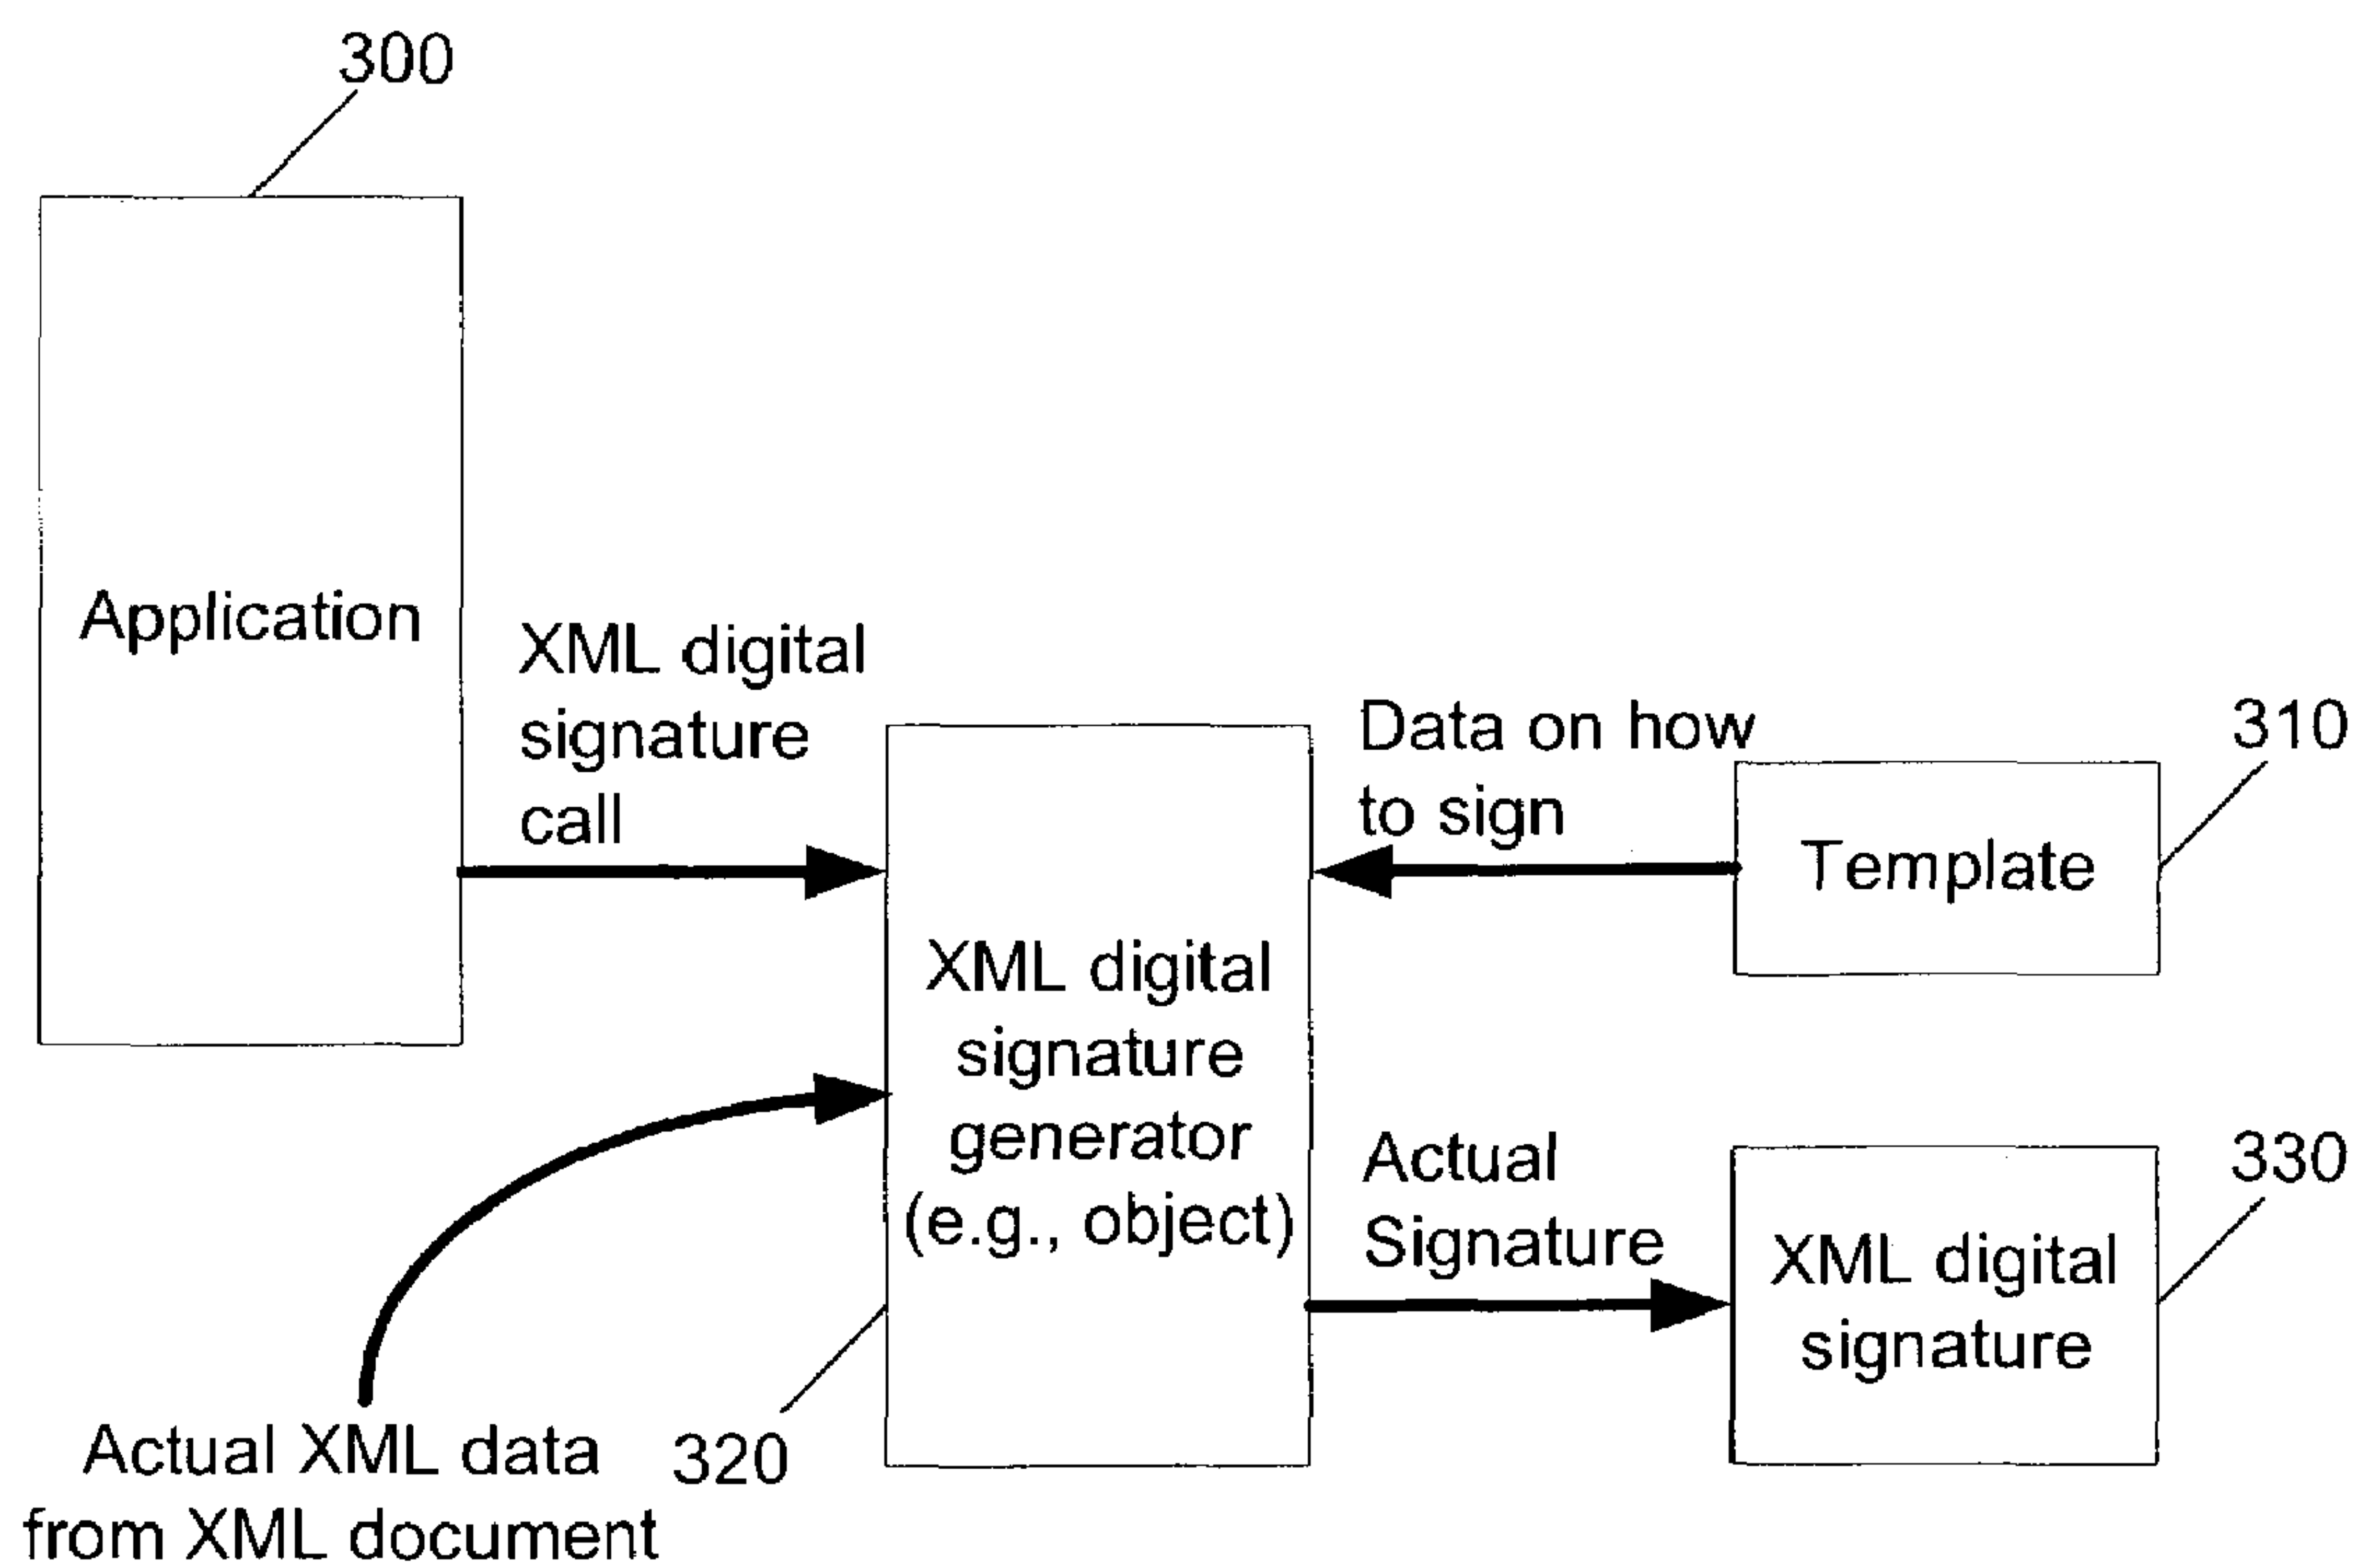 300
Application
XML digital
signature
call
Data on how
to sign
310
Template
XML digital
signature
generator
(e.g., object)
320
Actual XML data
from XML document
Actual
Signature
330
XML digital
signature